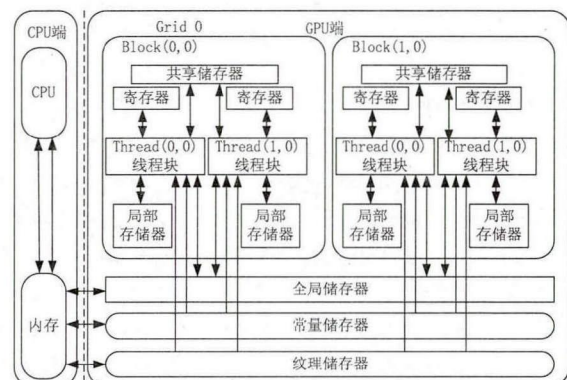 CPU端
Grid 0
GPU端
Block(0,0)
Block(1,0)
CPU
共享储存器
共享储存器
寄存器
寄存器
寄存器
寄存器
Thread(0,0)
线程块
Thread(1,0)
线程块
Thread(0,0)
线程块
Thread(1,0)
线程块
局部
存储器
局部
存储器
局部
存储器
局部
存储器
内存
全局储存器
常量储存器
纹理储存器